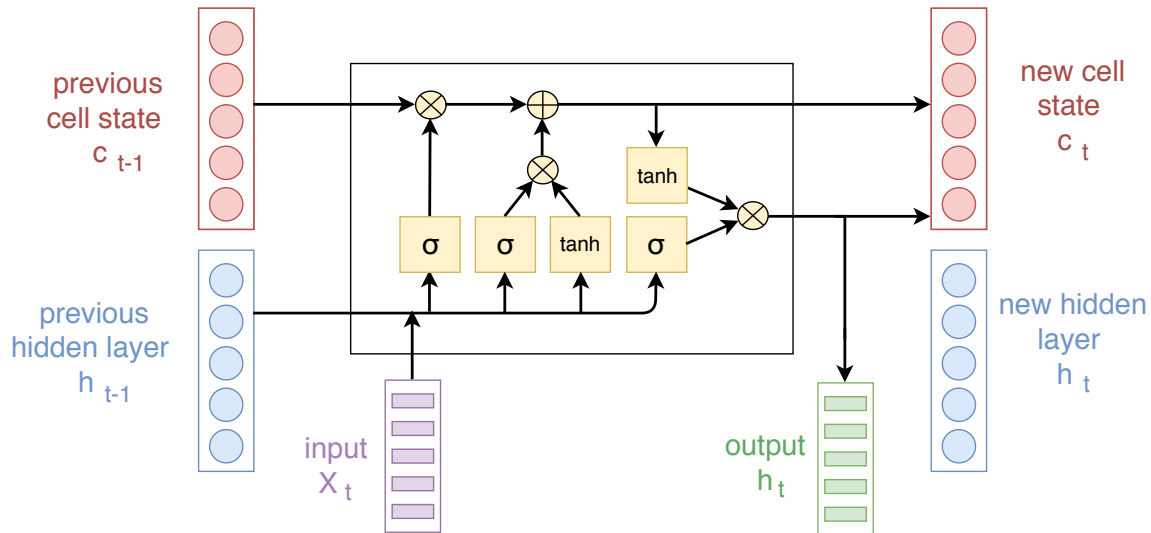 previous
cell state
c t-1
new cell
state
c t
tanh
σ
σ
tanh
σ
previous
hidden layer
h t-1
new hidden
layer
h t
input
X t
output
h t